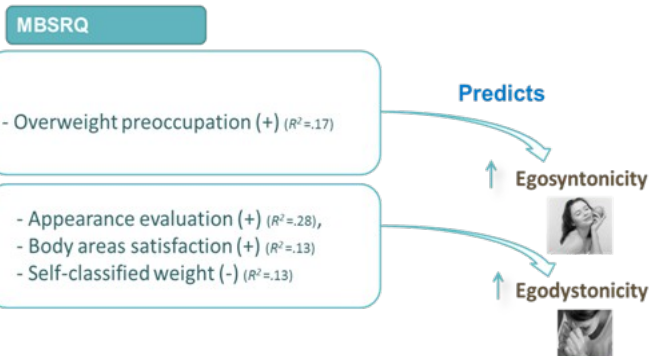 MBSRQ
- Overweight preoccupation (+) (R²=.17)
Predicts
↑ Egosyntonicity
- Appearance evaluation (+) (R²=.28),
- Body areas satisfaction (+) (R²=.13)
- Self-classified weight (-) (R²=.13)
↑ Egodystonicity